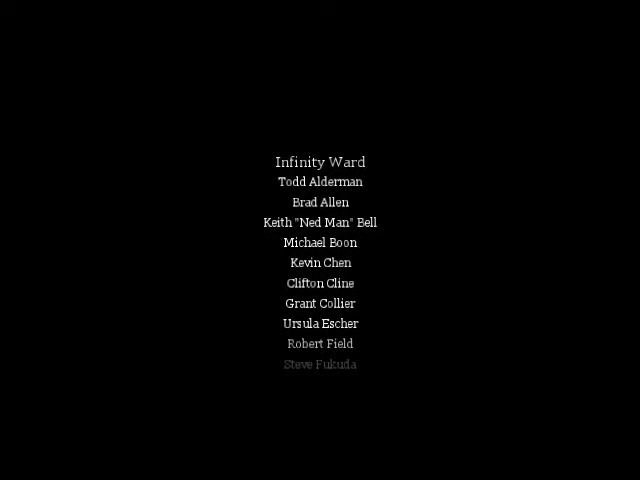 Infinity Ward
Todd Alderman
Brad Allen
Keith "Ned Man" Bell
Michael Boon
Kevin Chen
Clifton Cline
Grant Collier
Ursula Escher
Robert Field
Steve Fukuda